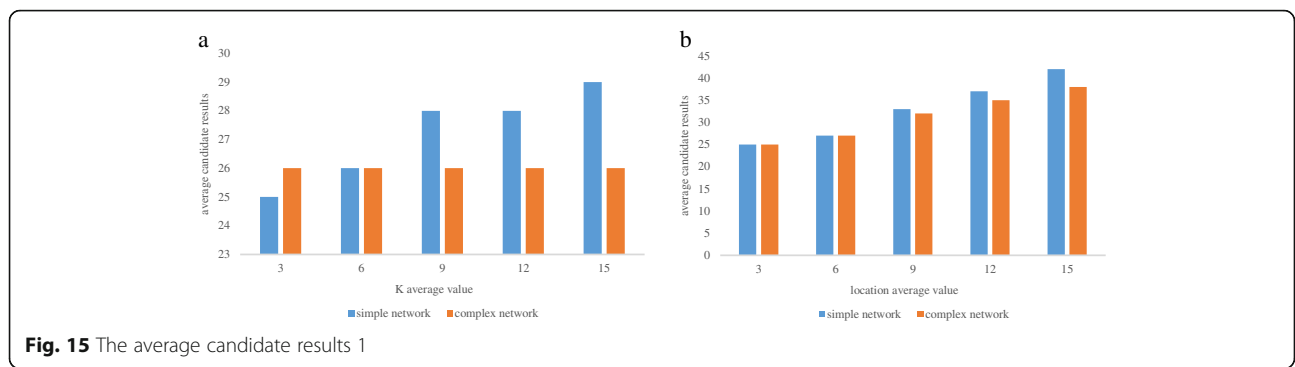 a
30
29
28
27
26
25
24
23
average candidate results
3 6 9 12 15
K average value
simple network complex network
b
45
40
35
30
25
20
15
10
5
0
average candidate results
3 6 9 12 15
location average value
simple network complex network
Fig. 15 The average candidate results 1